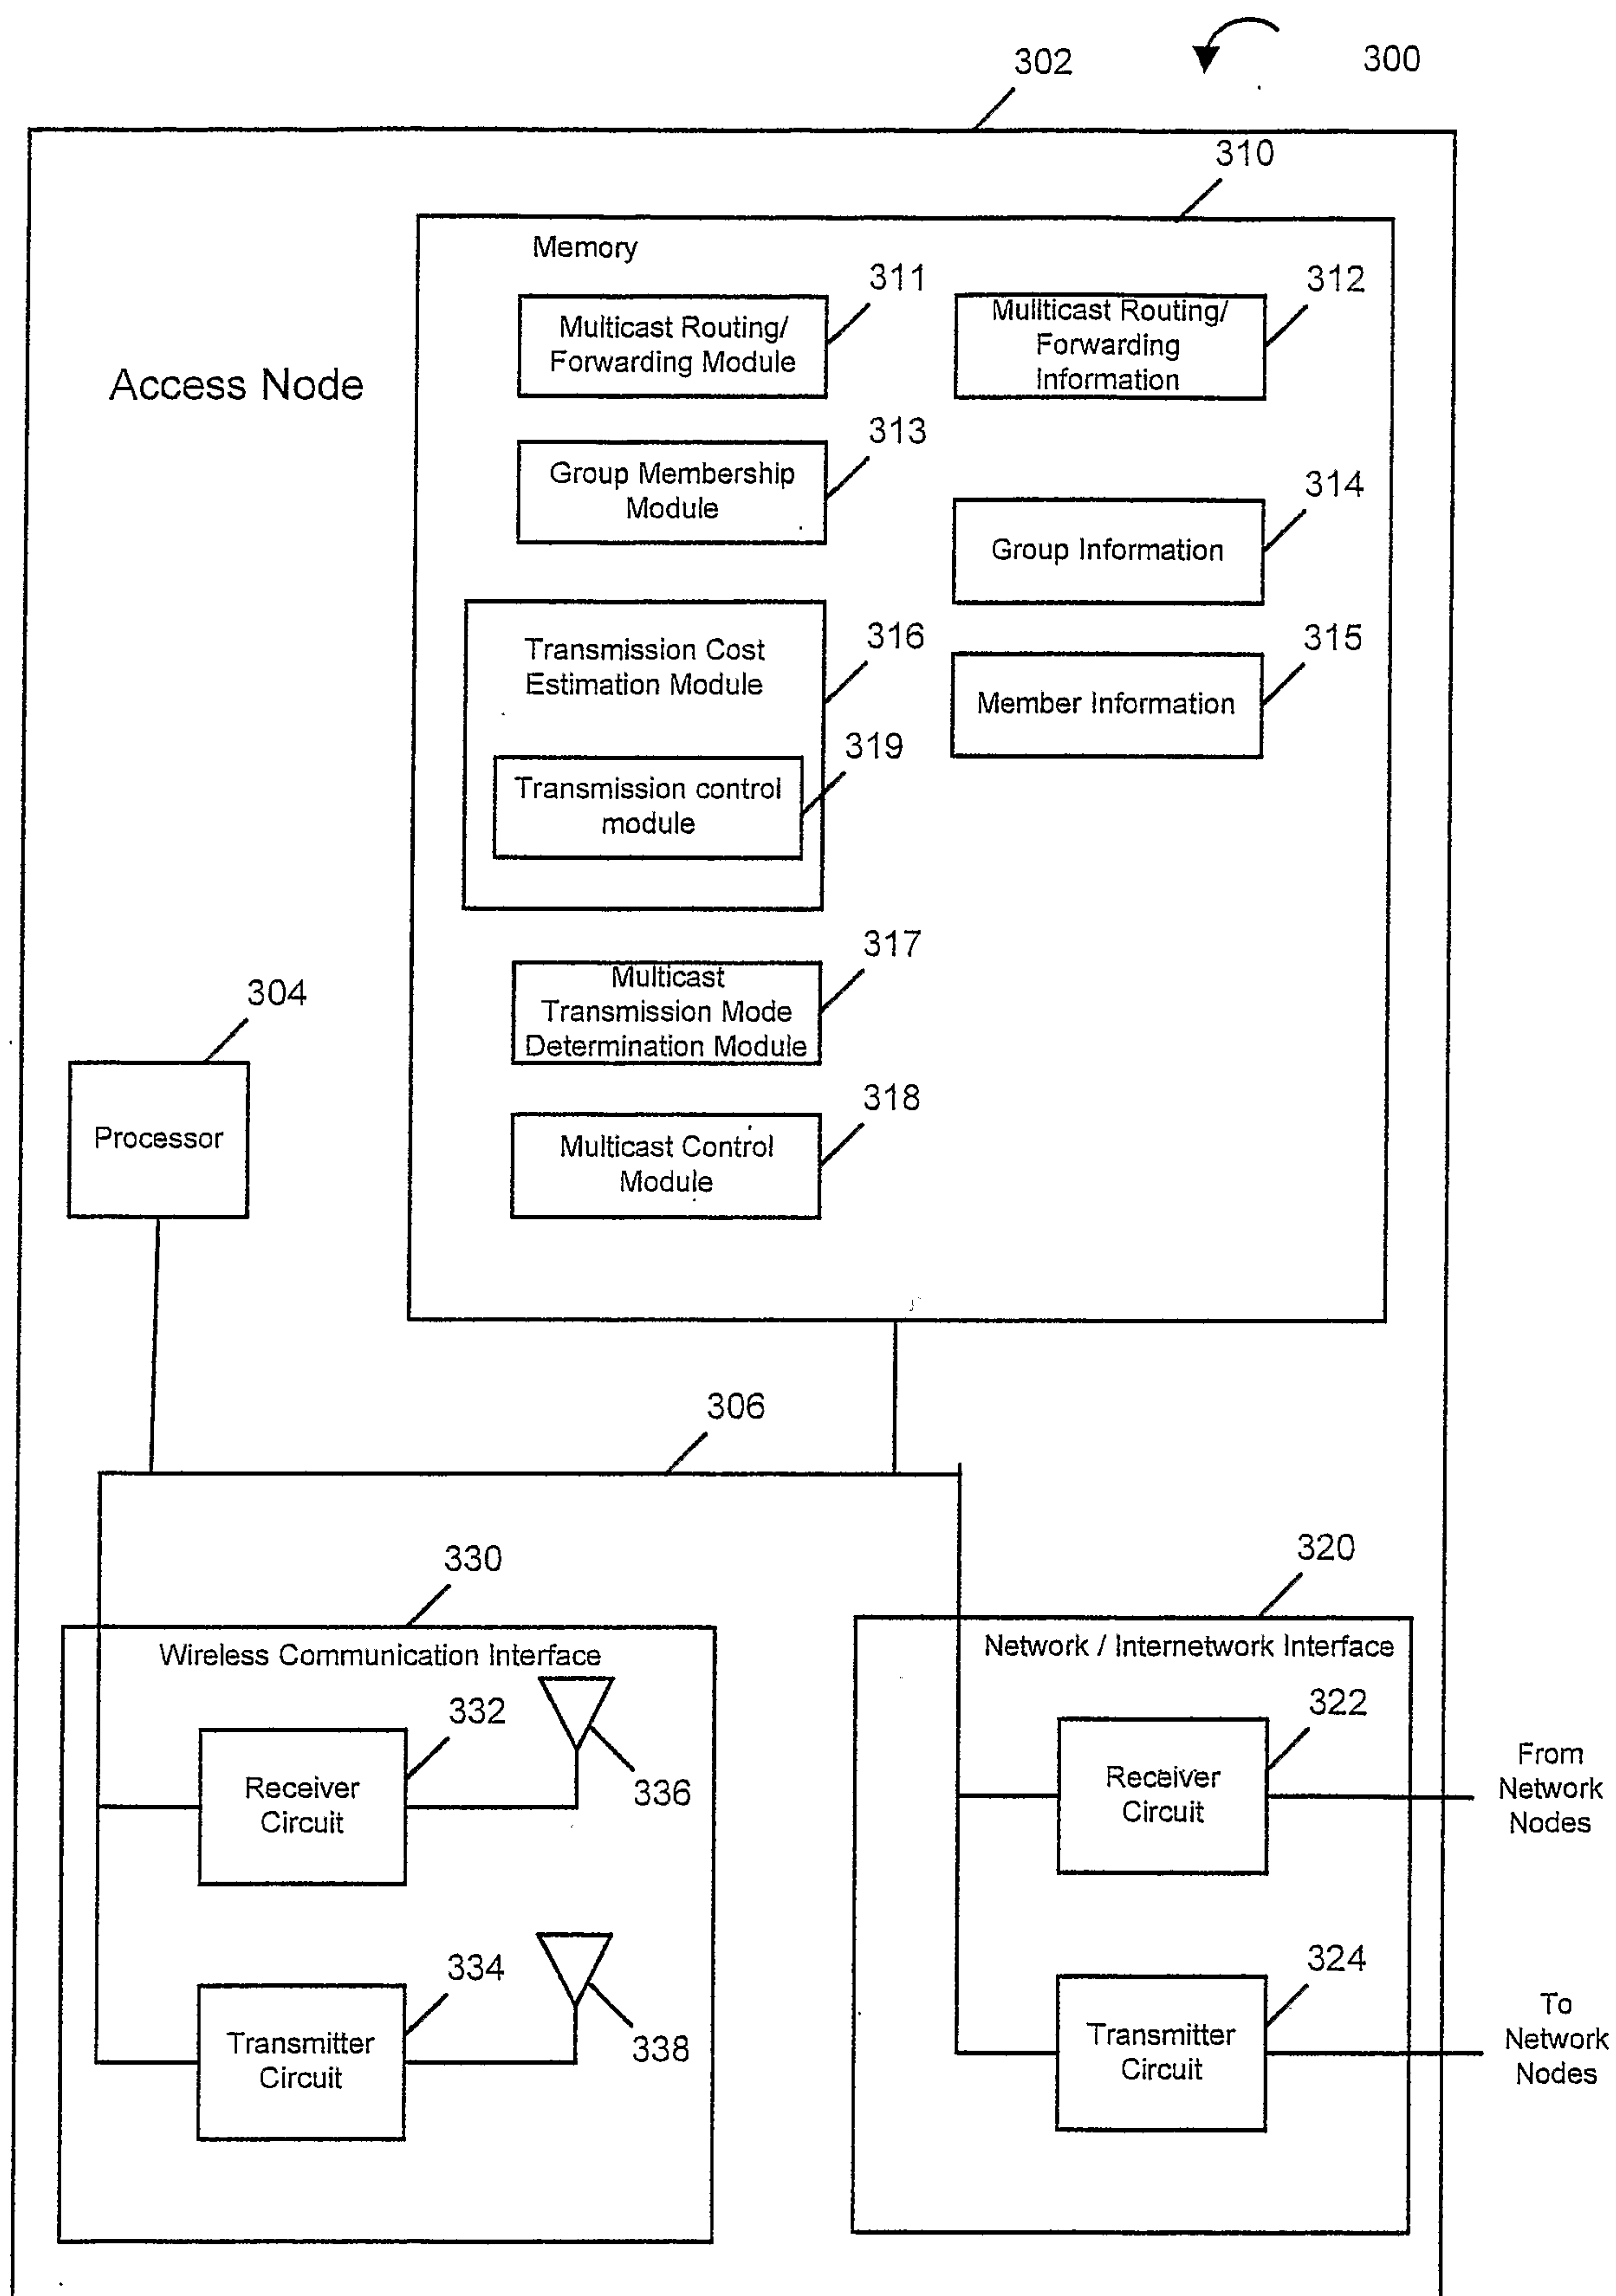 300
302
310
Memory
311
Multicast Routing/
Forwarding Module
312
Mullticast Routing/
Forwarding
Information
Access Node
313
Group Membership
Module
314
Group Information
316
Transmission Cost
Estimation Module
315
Member Information
319
Transmission control
module
317
Multicast
Transmission Mode
Determination Module
304
Processor
318
Multicast Control
Module
306
330
Wireless Communication Interface
320
Network / Internetwork Interface
332
Receiver
Circuit
336
322
Receiver
Circuit
From
Network
Nodes
334
Transmitter
Circuit
338
324
Transmitter
Circuit
To
Network
Nodes